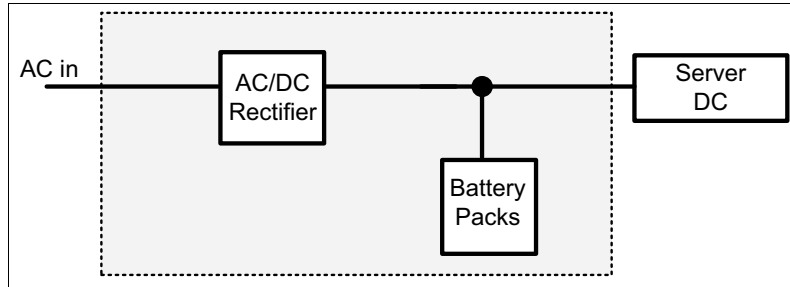 AC in
AC/DC
Rectifier
Server
DC
Battery
Packs